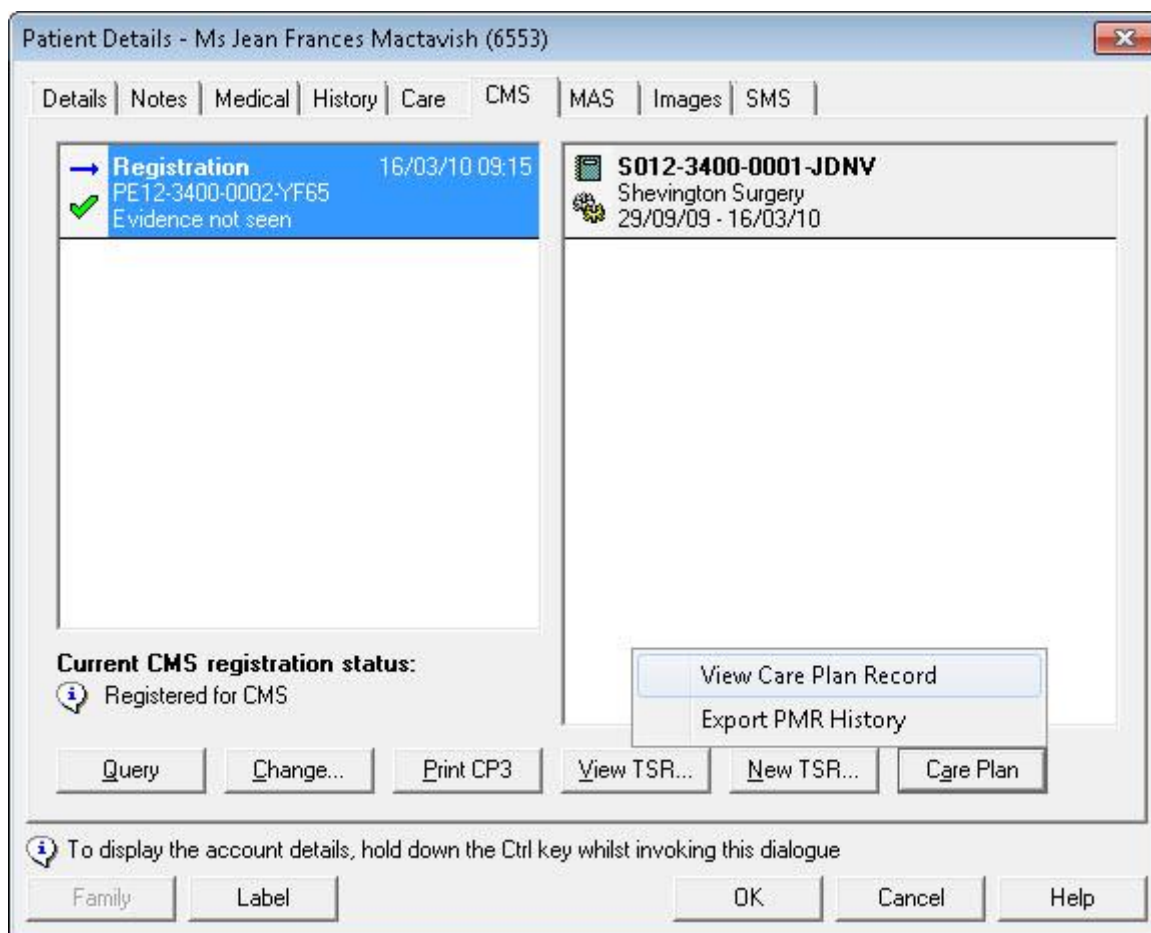 Patient Details - Ms Jean Frances Mactavish (6553)
Details Notes Medical History Care CMS MAS Images SMS
Registration 16/03/10 09:15
PE12-3400-0002-YF65
Evidence not seen
S012-3400-0001-JDNV
Shevington Surgery
29/09/09 - 16/03/10
Current CMS registration status:
Registered for CMS
View Care Plan Record
Export PMR History
Query Change... Print CP3 View TSR... New TSR... Care Plan
To display the account details, hold down the Ctrl key whilst invoking this dialogue
Family Label OK Cancel Help